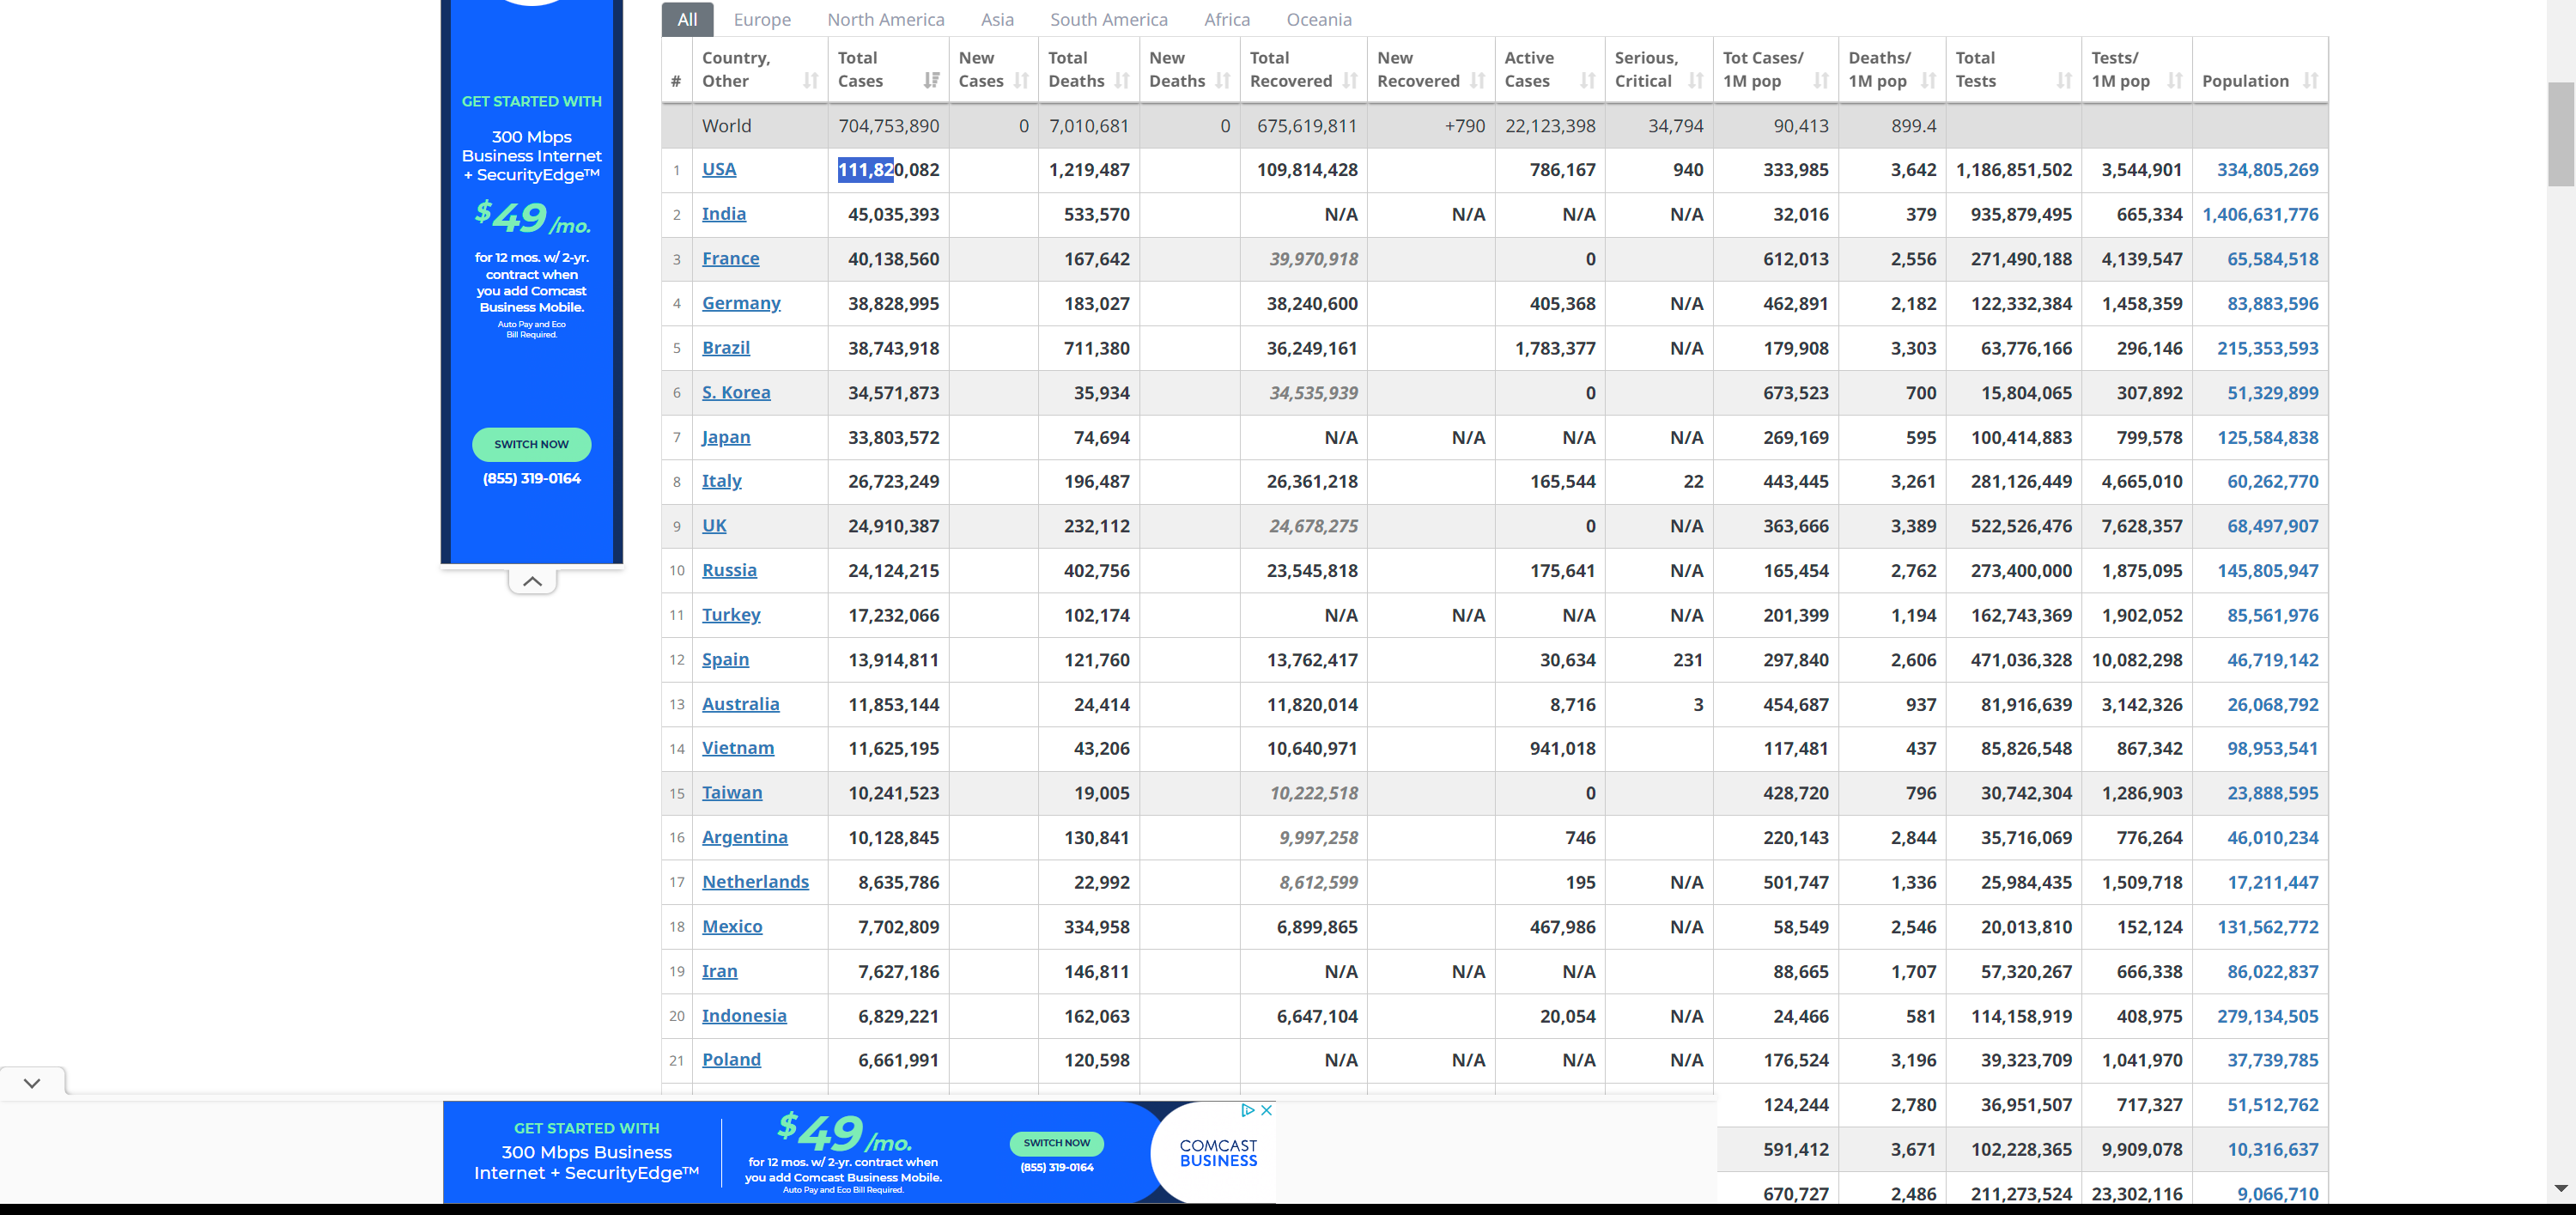 All Europe North America Asia South America Africa Oceania
# Country, Other Total Cases New Cases Total Deaths New Deaths Total Recovered New Recovered Active Cases Serious, Critical Tot Cases/ 1M pop Deaths/ 1M pop Total Tests Tests/ 1M pop Population
World 704,753,890 0 7,010,681 0 675,619,811 +790 22,123,398 34,794 90,413 899.4
1 USA 111,820,082 1,219,487 109,814,428 786,167 940 333,985 3,642 1,186,851,502 3,544,901 334,805,269
2 India 45,035,393 533,570 N/A N/A N/A N/A 32,016 379 935,879,495 665,334 1,406,631,776
3 France 40,138,560 167,642 39,970,918 0 612,013 2,556 271,490,188 4,139,547 65,584,518
4 Germany 38,828,995 183,027 38,240,600 405,368 N/A 462,891 2,182 122,332,384 1,458,359 83,883,596
5 Brazil 38,743,918 711,380 36,249,161 1,783,377 N/A 179,908 3,303 63,776,166 296,146 215,353,593
6 S. Korea 34,571,873 35,934 34,535,939 0 673,523 700 15,804,065 307,892 51,329,899
7 Japan 33,803,572 74,694 N/A N/A N/A N/A 269,169 595 100,414,883 799,578 125,584,838
8 Italy 26,723,249 196,487 26,361,218 165,544 22 443,445 3,261 281,126,449 4,665,010 60,262,770
9 UK 24,910,387 232,112 24,678,275 0 N/A 363,666 3,389 522,526,476 7,628,357 68,497,907
10 Russia 24,124,215 402,756 23,545,818 175,641 N/A 165,454 2,762 273,400,000 1,875,095 145,805,947
11 Turkey 17,232,066 102,174 N/A N/A N/A N/A 201,399 1,194 162,743,369 1,902,052 85,561,976
12 Spain 13,914,811 121,760 13,762,417 30,634 231 297,840 2,606 471,036,328 10,082,298 46,719,142
13 Australia 11,853,144 24,414 11,820,014 8,716 3 454,687 937 81,916,639 3,142,326 26,068,792
14 Vietnam 11,625,195 43,206 10,640,971 941,018 117,481 437 85,826,548 867,342 98,953,541
15 Taiwan 10,241,523 19,005 10,222,518 0 428,720 796 30,742,304 1,286,903 23,888,595
16 Argentina 10,128,845 130,841 9,997,258 746 220,143 2,844 35,716,069 776,264 46,010,234
17 Netherlands 8,635,786 22,992 8,612,599 195 N/A 501,747 1,336 25,984,435 1,509,718 17,211,447
18 Mexico 7,702,809 334,958 6,899,865 467,986 N/A 58,549 2,546 20,013,810 152,124 131,562,772
19 Iran 7,627,186 146,811 N/A N/A N/A 88,665 1,707 57,320,267 666,338 86,022,837
20 Indonesia 6,829,221 162,063 6,647,104 20,054 N/A 24,466 581 114,158,919 408,975 279,134,505
21 Poland 6,661,991 120,598 N/A N/A N/A N/A 176,524 3,196 39,323,709 1,041,970 37,739,785
124,244 2,780 36,951,507 717,327 51,512,762
591,412 3,671 102,228,365 9,909,078 10,316,637
670,727 2,486 211,273,524 23,302,116 9,066,710
GET STARTED WITH
300 Mbps
Business Internet
+ SecurityEdge™
$49/mo.
for 12 mos. w/ 2-yr.
contract when
you add Comcast
Business Mobile.
Auto Pay and Eco
Bill Required.
SWITCH NOW
(855) 319-0164
GET STARTED WITH
300 Mbps Business
Internet + SecurityEdge™
$49/mo.
for 12 mos. w/ 2-yr. contract when
you add Comcast Business Mobile.
Auto Pay and Eco Bill Required.
SWITCH NOW
(855) 319-0164
COMCAST
BUSINESS